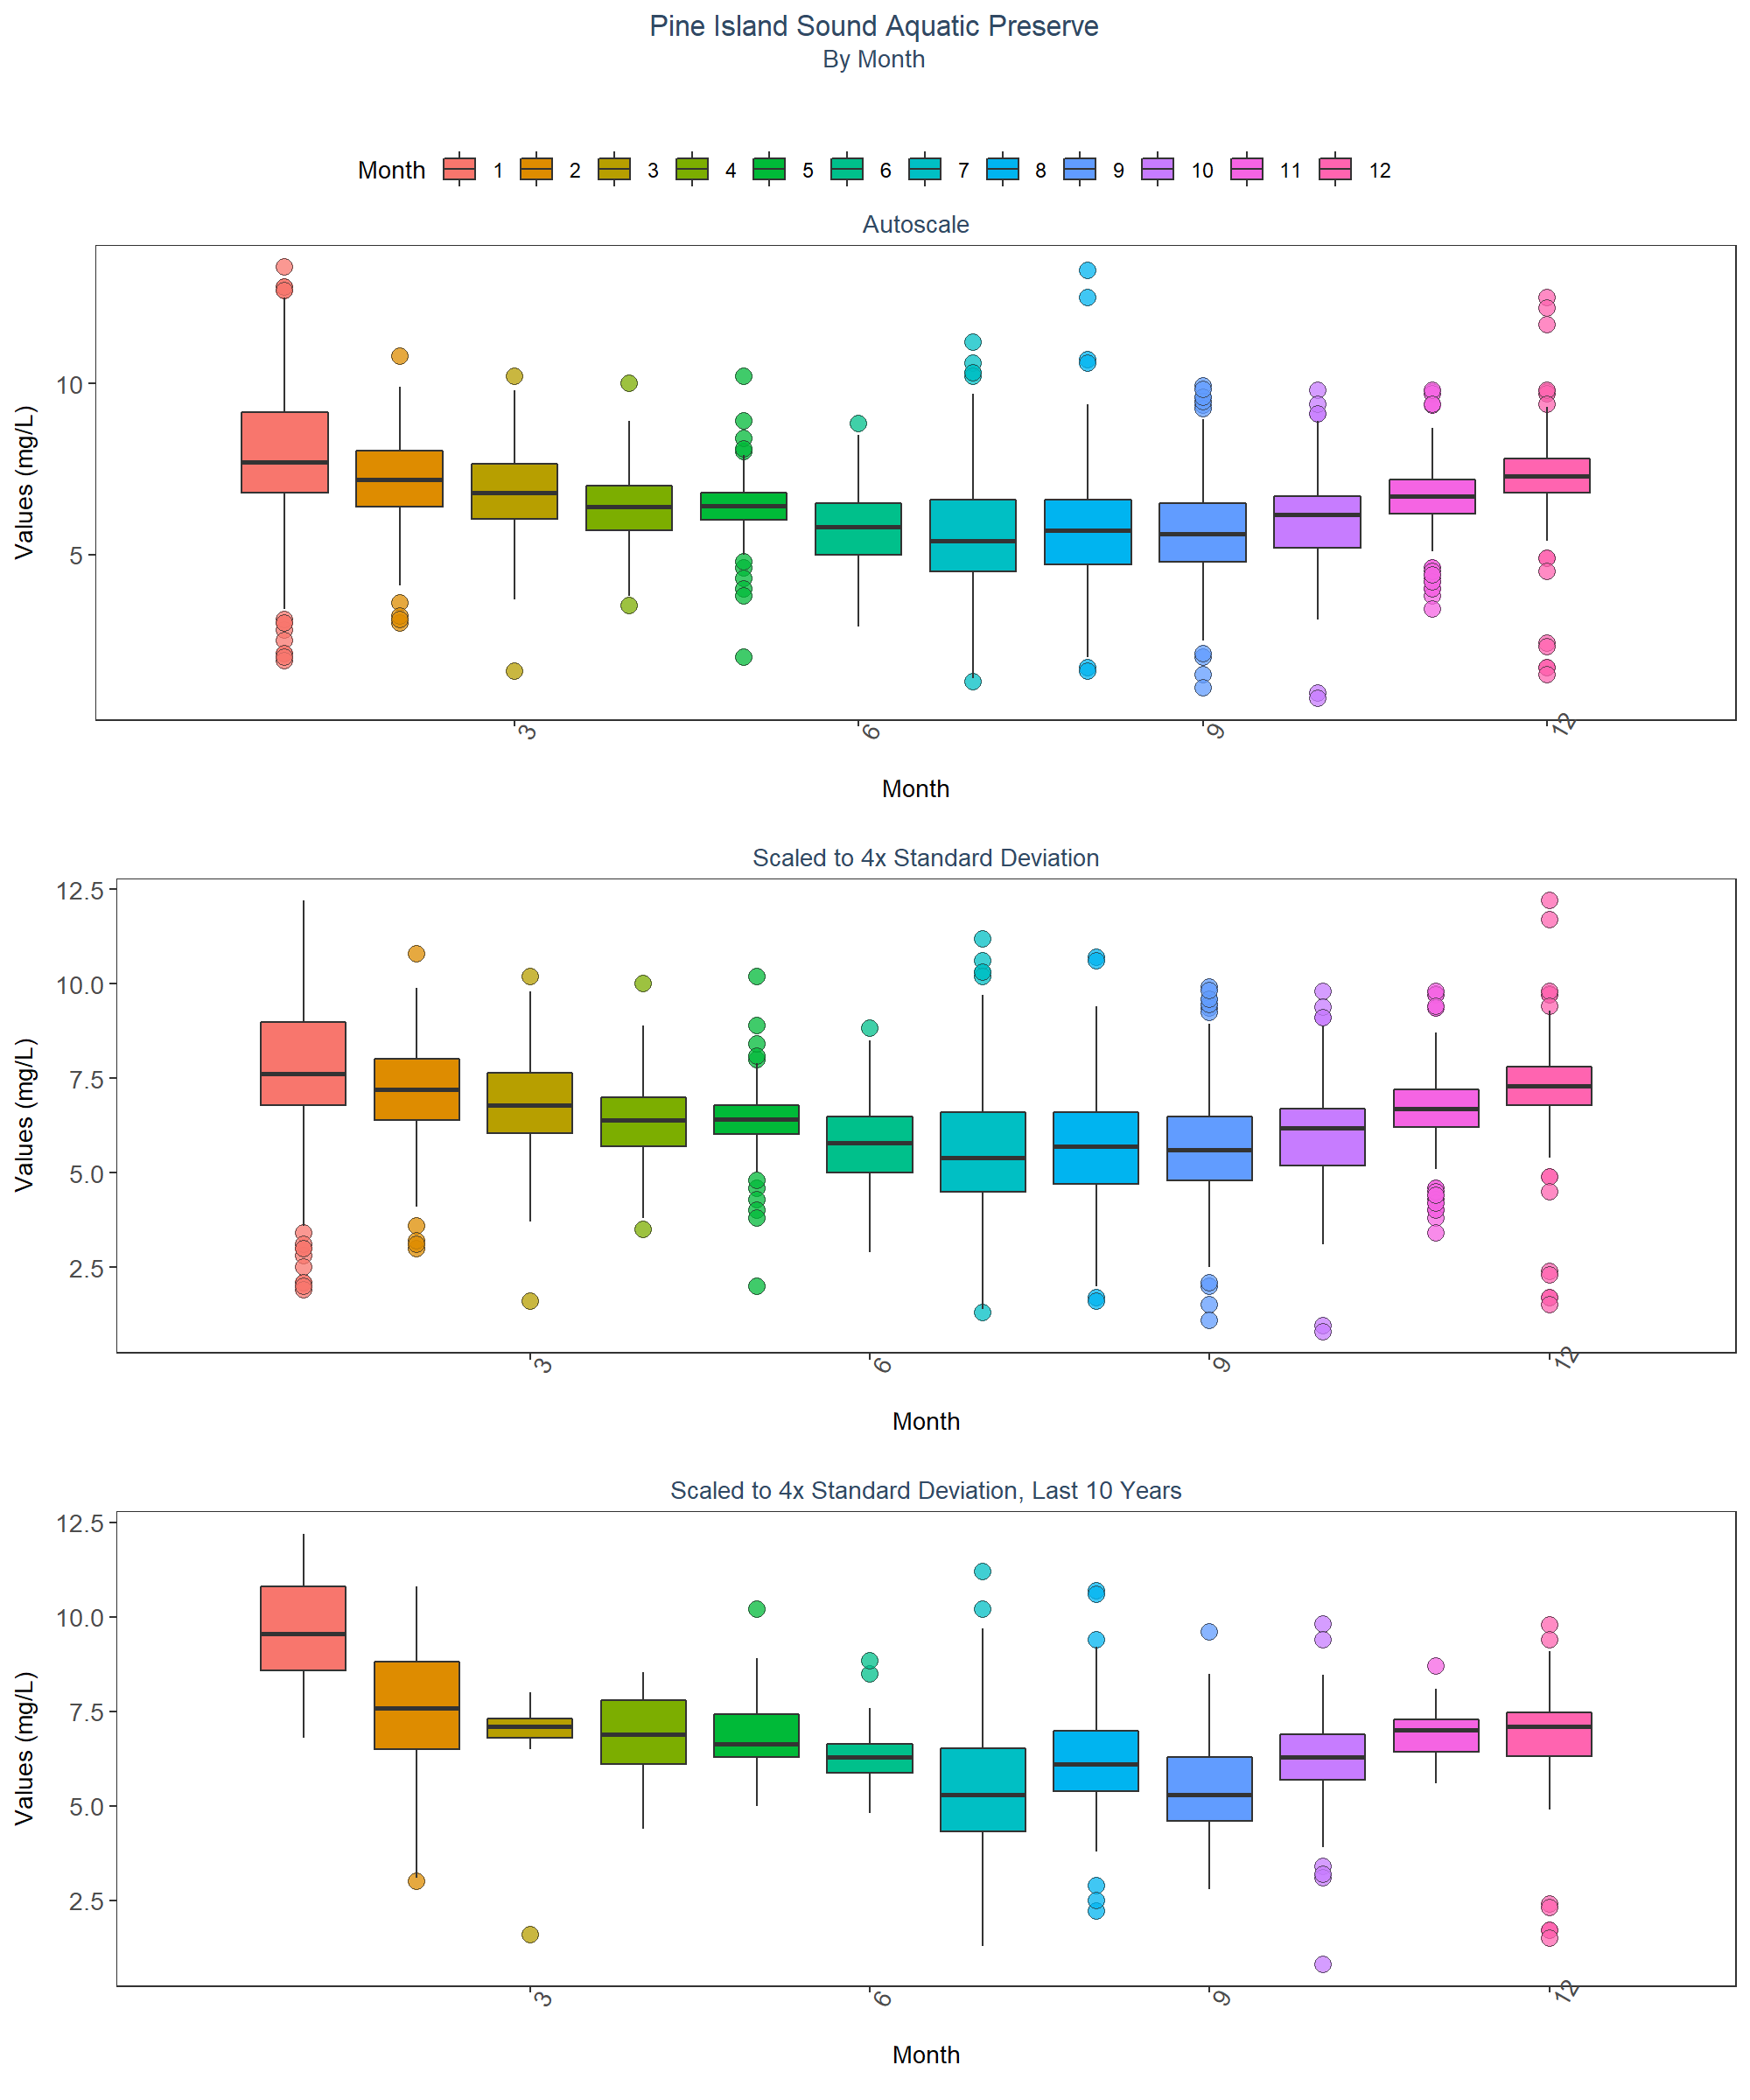 Pine Island Sound Aquatic Preserve
By Month
Month 1 2 3 4 5 6 7 8 9 10 11 12
Autoscale
Values (mg/L)
10
5
3 6 9 12
Month
Scaled to 4x Standard Deviation
Values (mg/L)
12.5
10.0
7.5
5.0
2.5
3 6 9 12
Month
Scaled to 4x Standard Deviation, Last 10 Years
Values (mg/L)
12.5
10.0
7.5
5.0
2.5
3 6 9 12
Month